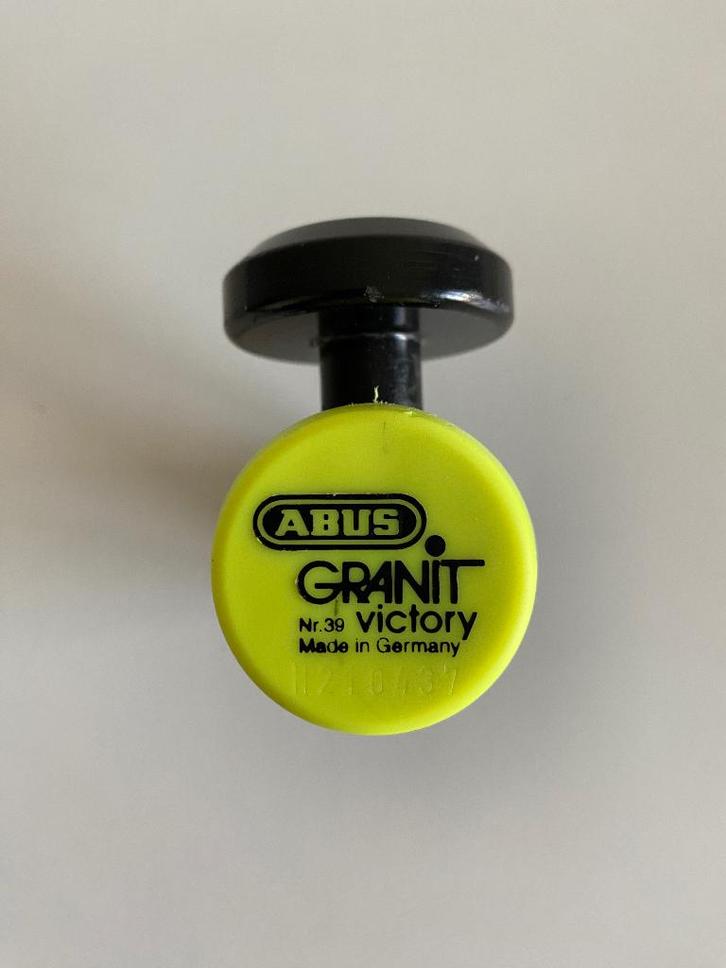 ABUS
GRANIT
Nr.39 victory
Made in Germany